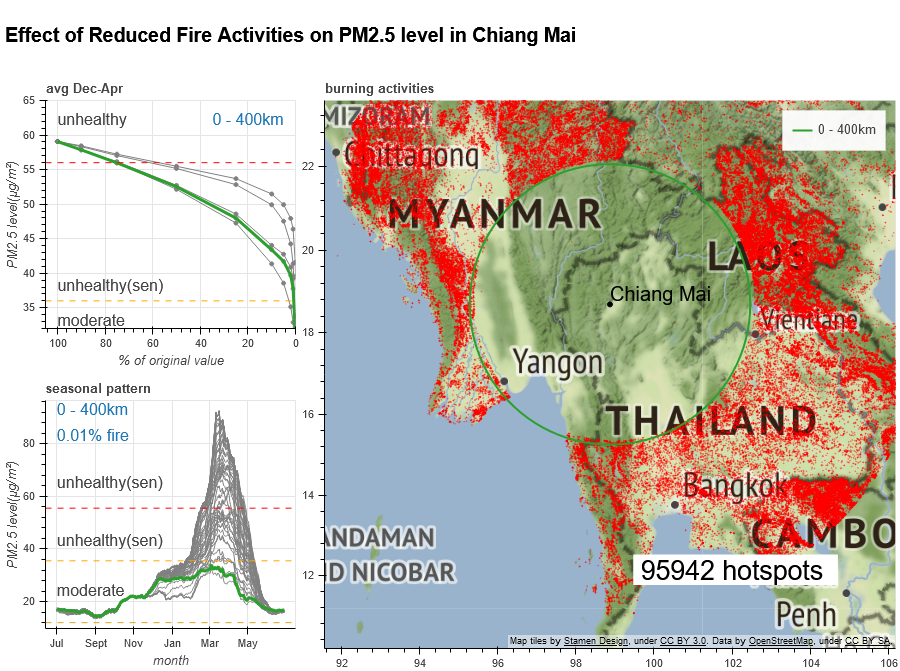 Effect of Reduced Fire Activities on PM2.5 level in Chiang Mai
avg Dec-Apr
65
60
55
50
45
40
35
PM2.5 level(µg/m²)
unhealthy
0 - 400km
unhealthy(sen)
moderate
100 80 60 40 20 0
% of original value
seasonal pattern
80
60
40
20
PM2.5 level(µg/m²)
0 - 400km
0.01% fire
unhealthy(sen)
unhealthy(sen)
moderate
Jul Sept Nov Jan Mar May
month
burning activities
22
20
18
16
14
12
0 - 400km
MIZORAM
Chittagong
MYANMAR
LAOS
Chiang Mai
Vientiane
Yangon
THAILAND
Bangkok
ANDAMAN
D NICOBAR
CAMBO
95942 hotspots
Penh
Map tiles by Stamen Design, under CC BY 3.0. Data by OpenStreetMap, under CC BY SA
92 94 96 98 100 102 104 106